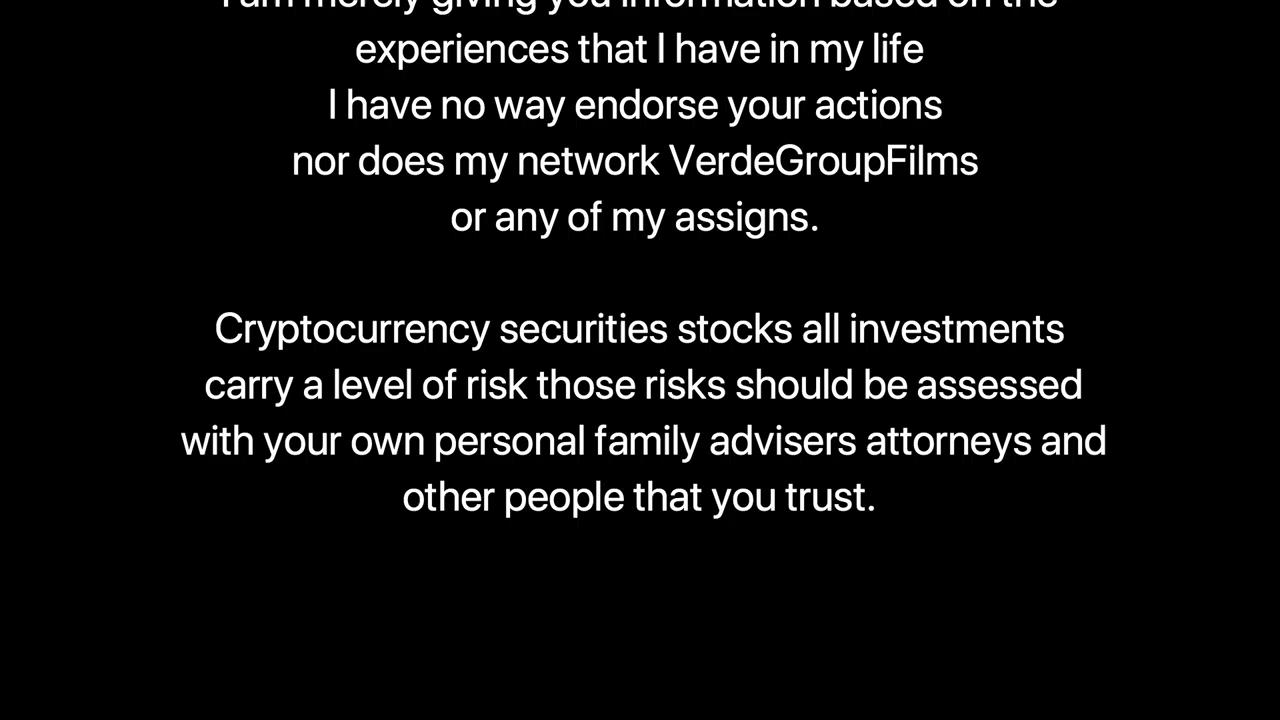 I am merely giving you information based on the
experiences that I have in my life
I have no way endorse your actions
nor does my network VerdeGroupFilms
or any of my assigns.
Cryptocurrency securities stocks all investments
carry a level of risk those risks should be assessed
with your own personal family advisers attorneys and
other people that you trust.